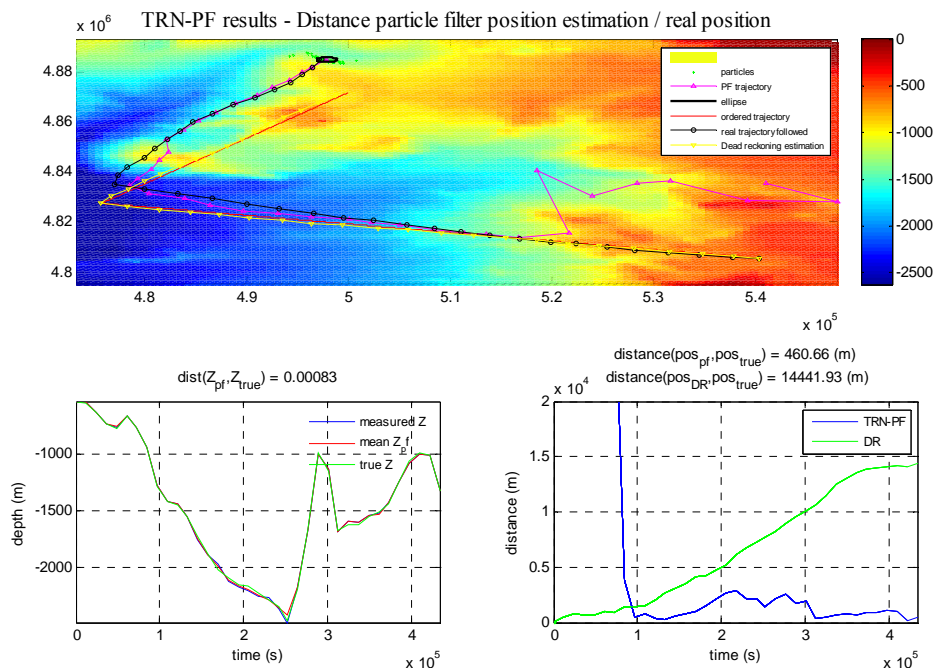 TRN-PF results - Distance particle filter position estimation / real position
× 10^6
4.88
4.86
4.84
4.82
4.8
4.8
4.9
5
5.1
5.2
5.3
5.4
× 10^5
particles
PF trajectory
ellipse
ordered trajectory
real trajectory followed
Dead reckoning estimation
0
-500
-1000
-1500
-2000
-2500
dist(Z_pf,Z_true) = 0.00083
measured Z
mean Z_p f
true Z
-1000
-1500
-2000
depth (m)
0
1
2
3
4
time (s)
× 10^5
distance(pos_pf,pos_true) = 460.66 (m)
distance(pos_DR,pos_true) = 14441.93 (m)
× 10^4
TRN-PF
DR
2
1.5
1
0.5
0
distance (m)
0
1
2
3
4
time (s)
× 10^5